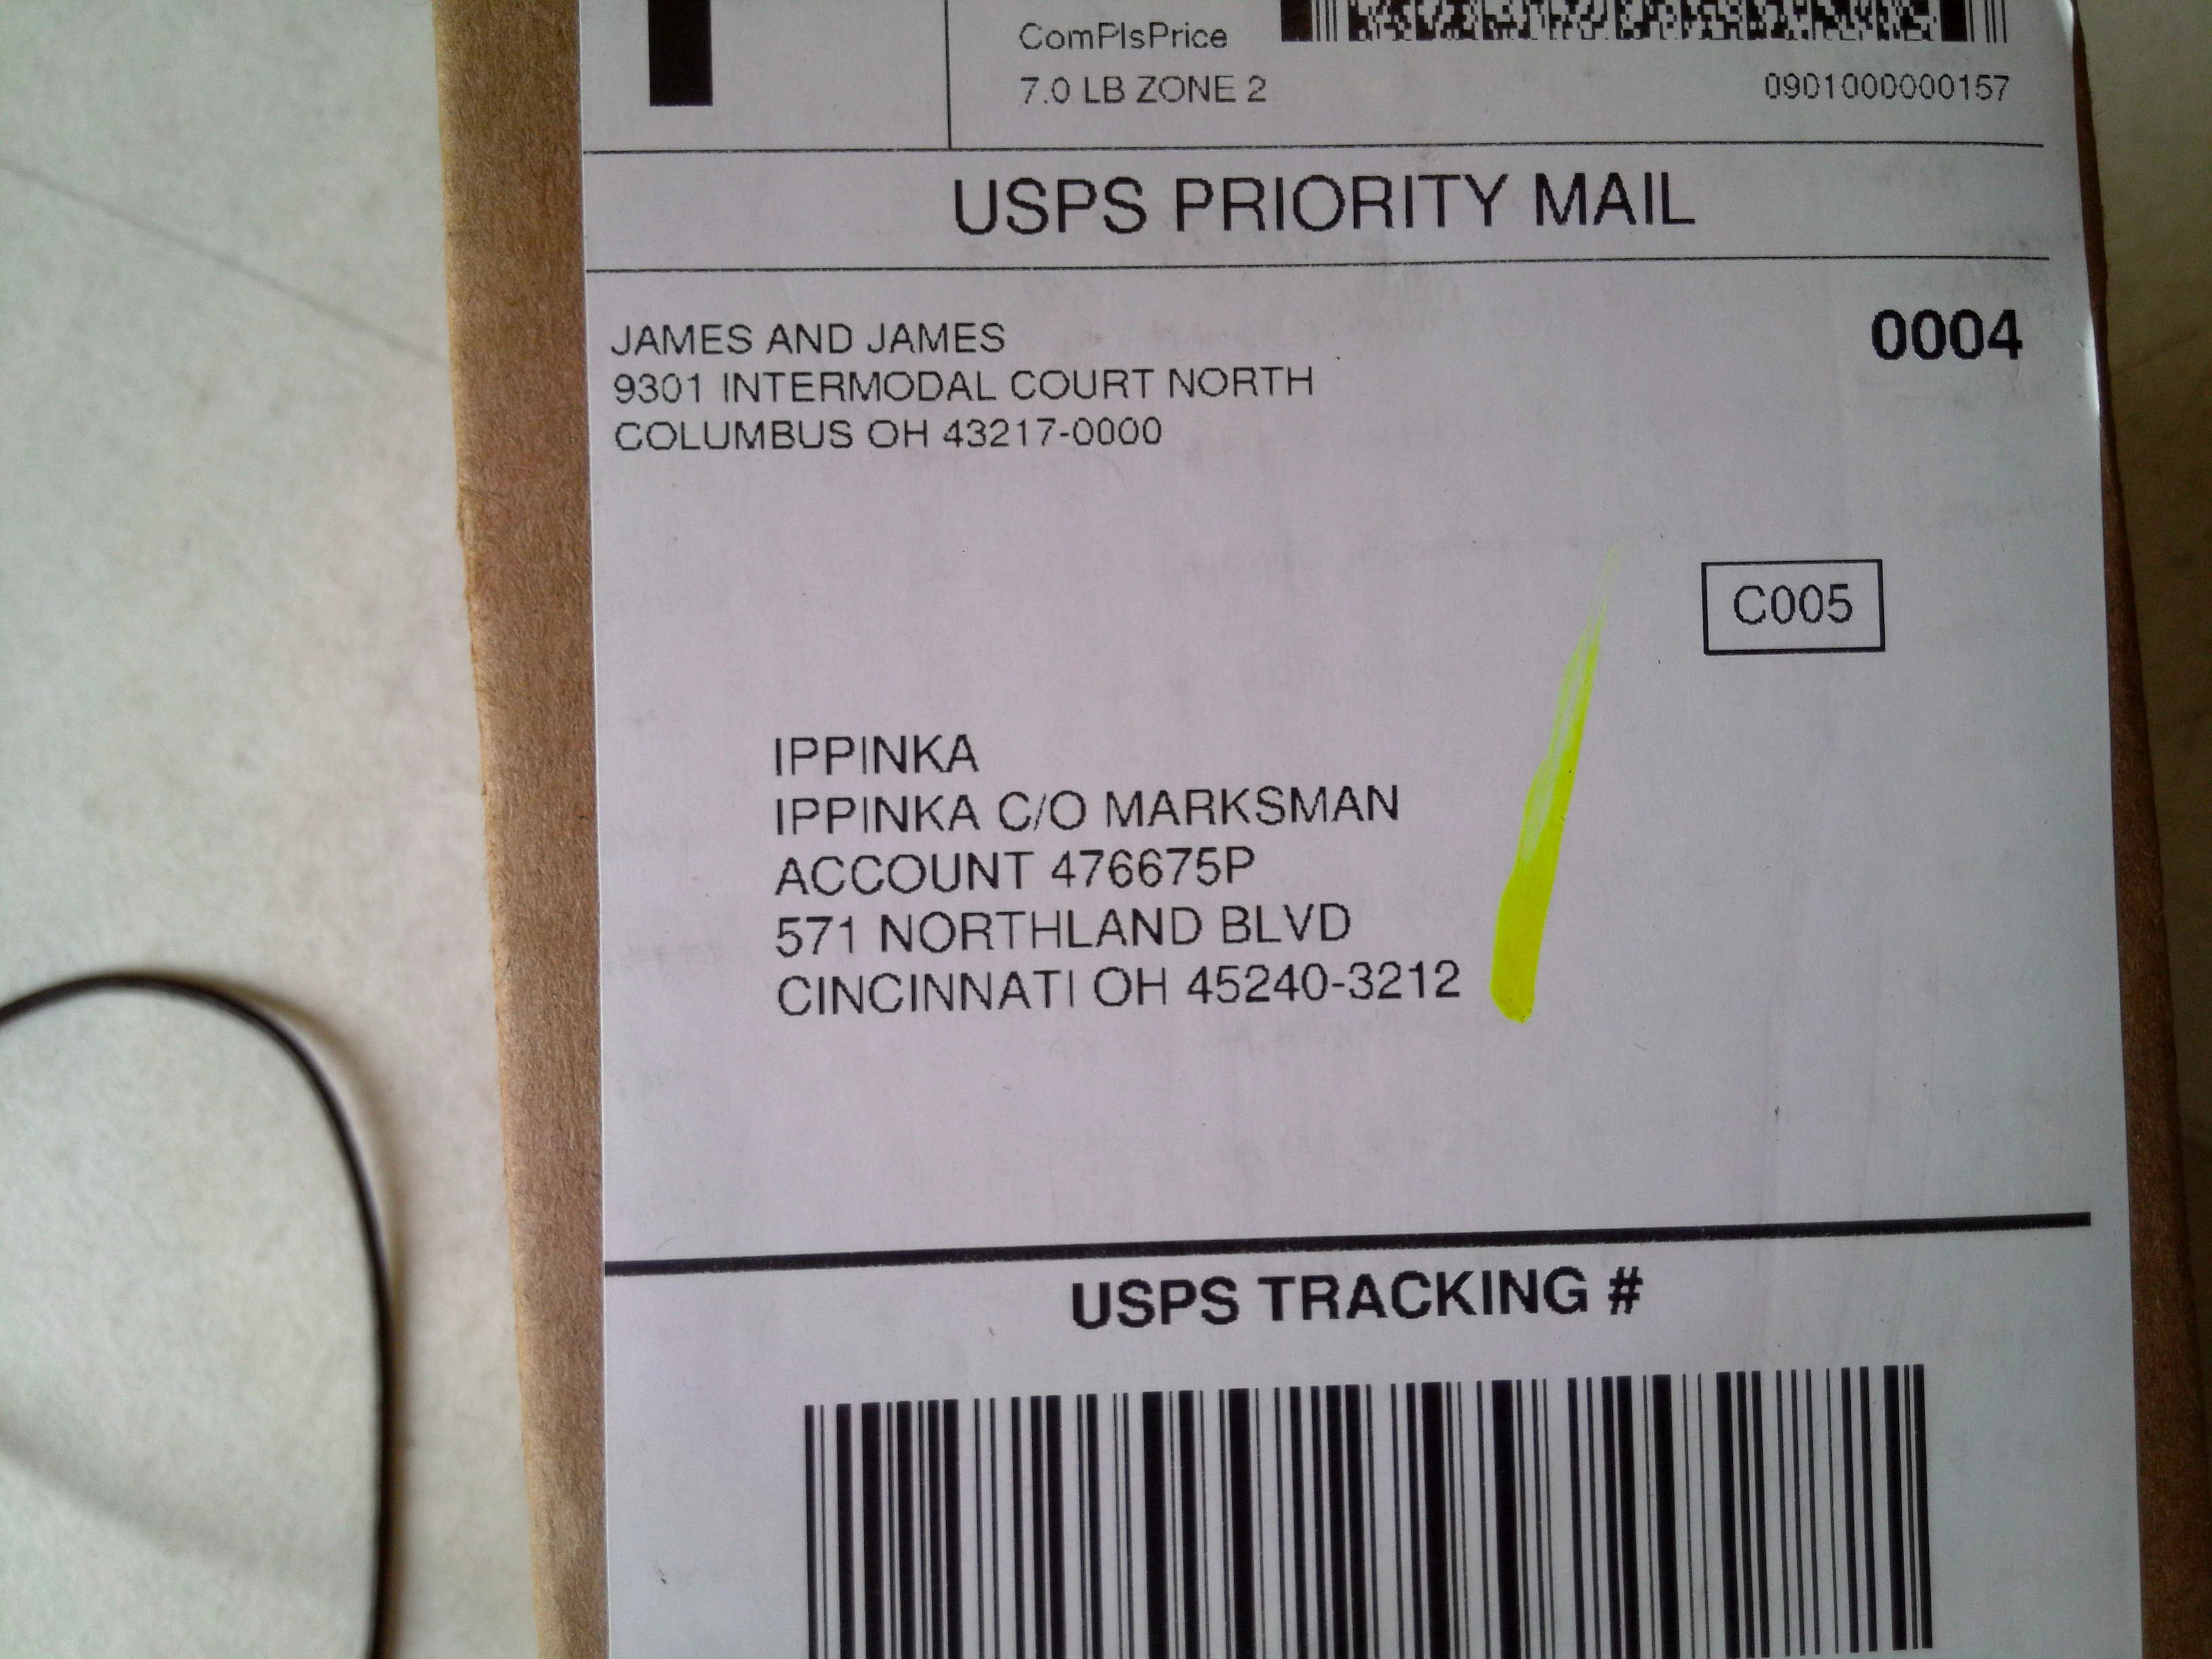 ComPlsPrice
7.0 LB ZONE 2
0901000000157
USPS PRIORITY MAIL
JAMES AND JAMES
9301 INTERMODAL COURT NORTH
COLUMBUS OH 43217-0000
0004
C005
IPPINKA
IPPINKA C/O MARKSMAN
ACCOUNT 476675P
571 NORTHLAND BLVD
CINCINNATI OH 45240-3212
USPS TRACKING #